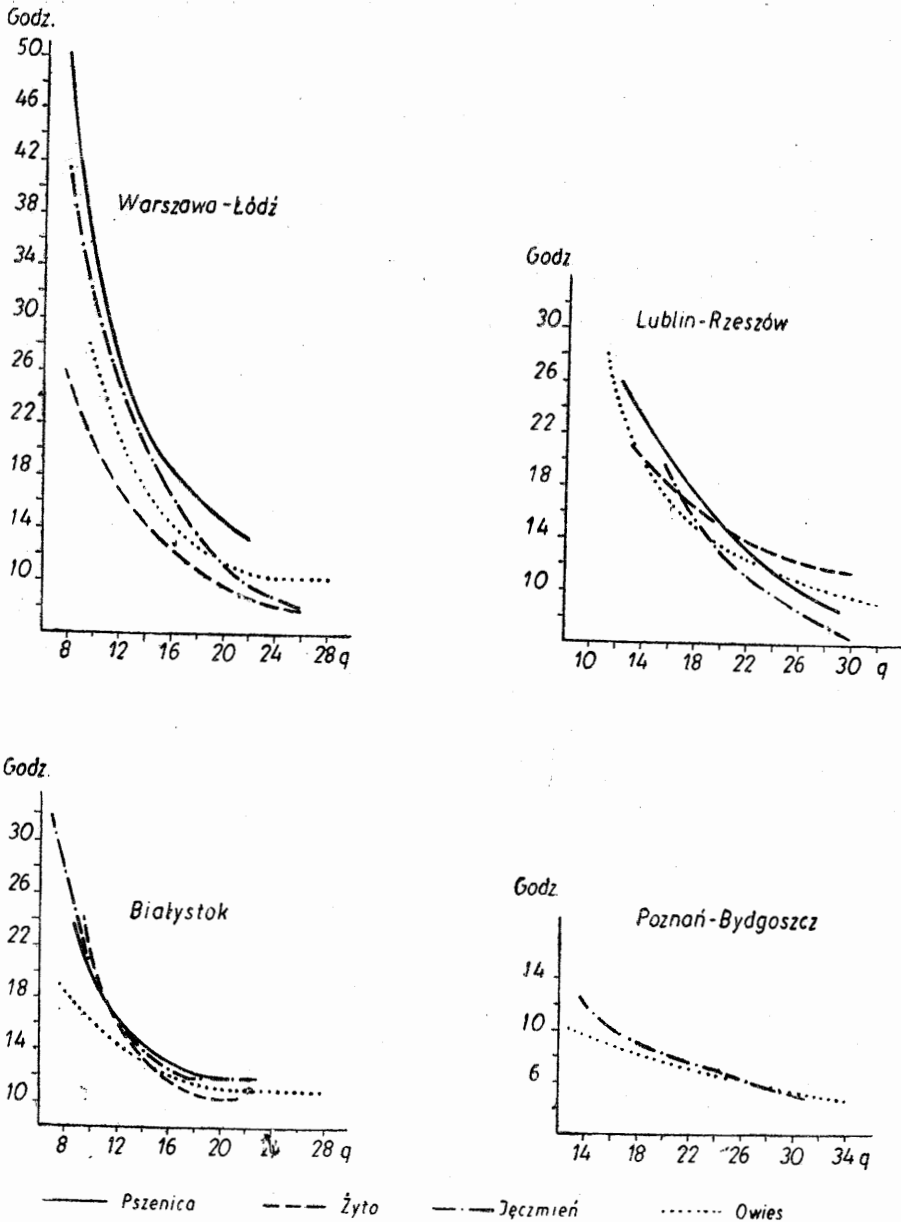 Godz.
50
46
42
38
34
30
26
22
18
14
10
8 12 16 20 24 28 q
Warszawa-Łódź
Godz
30
26
22
18
14
10
10 14 18 22 26 30 q
Lublin-Rzeszów
Godz.
30
26
22
18
14
10
8 12 16 20 24 28 q
Białystok
Godz
14
10
6
14 18 22 26 30 34 q
Poznań-Bydgoszcz
Pszenica Żyto Jęczmień Owies